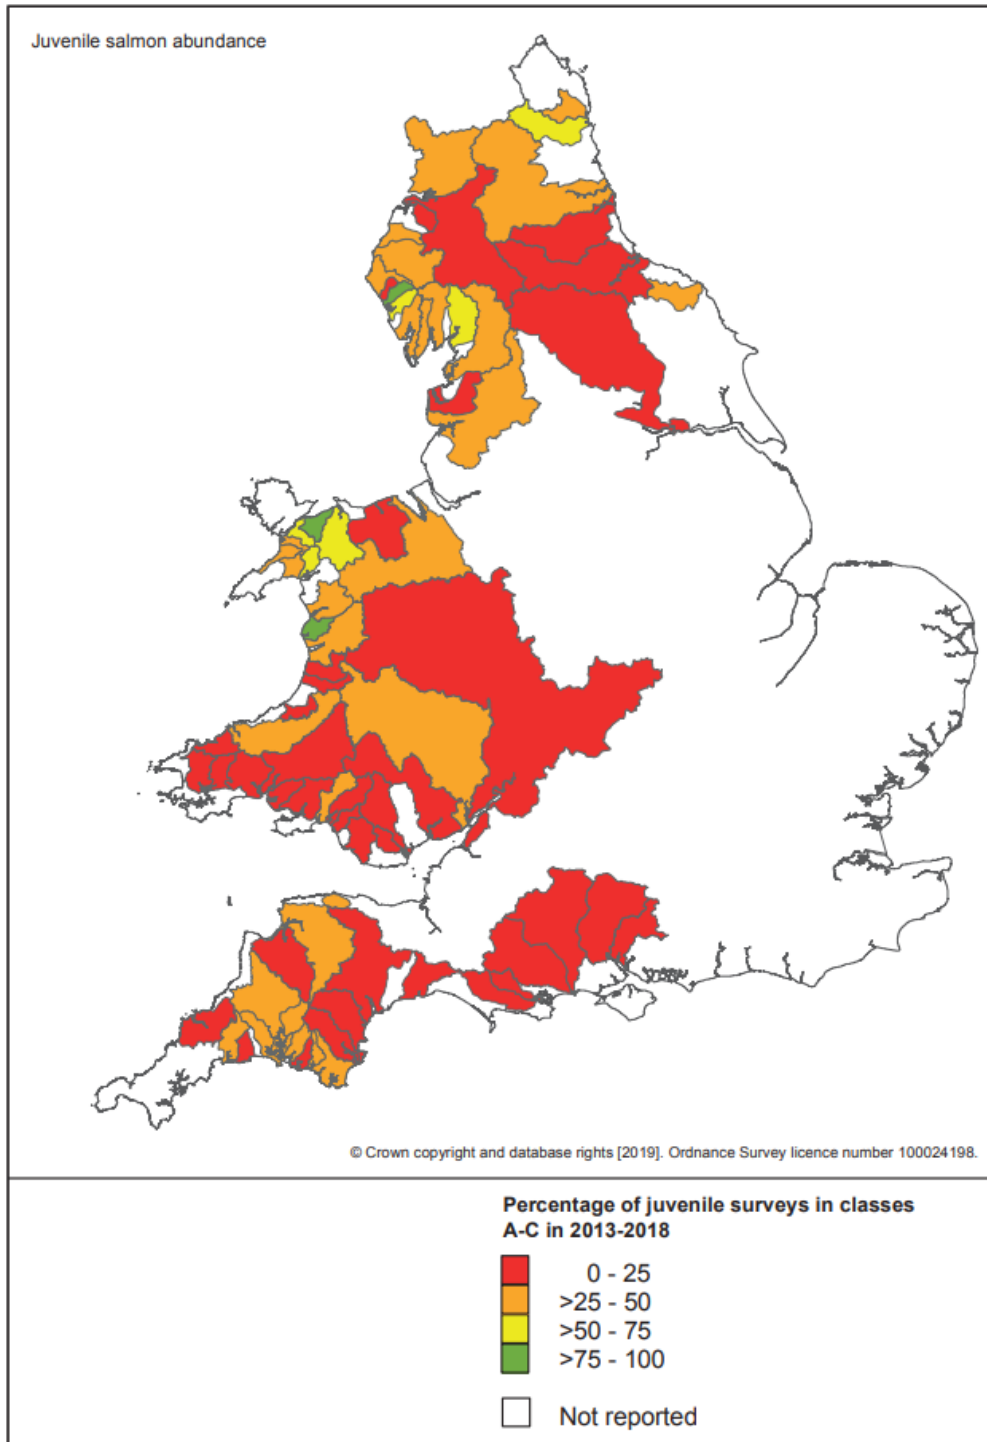 Juvenile salmon abundance
© Crown copyright and database rights [2019]. Ordnance Survey licence number 100024198.
Percentage of juvenile surveys in classes
A-C in 2013-2018
0 - 25
>25 - 50
>50 - 75
>75 - 100
Not reported